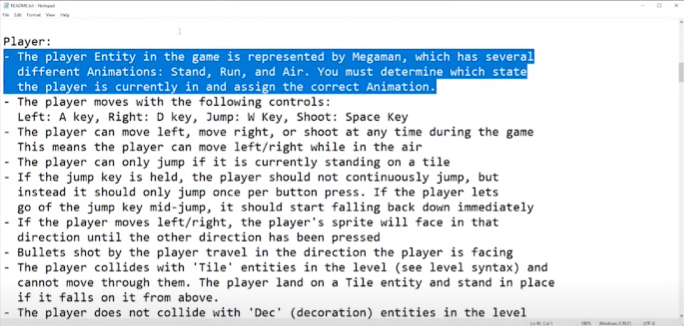 README.txt - Notepad
File Edit Format View Help
Player:
- The player Entity in the game is represented by Megaman, which has several
different Animations: Stand, Run, and Air. You must determine which state
the player is currently in and assign the correct Animation.
- The player moves with the following controls:
Left: A key, Right: D key, Jump: W Key, Shoot: Space Key
- The player can move left, move right, or shoot at any time during the game
This means the player can move left/right while in the air
- The player can only jump if it is currently standing on a tile
- If the jump key is held, the player should not continuously jump, but
instead it should only jump once per button press. If the player lets
go of the jump key mid-jump, it should start falling back down immediately
- If the player moves left/right, the player's sprite will face in that
direction until the other direction has been pressed
- Bullets shot by the player travel in the direction the player is facing
- The player collides with 'Tile' entities in the level (see level syntax) and
cannot move through them. The player land on a Tile entity and stand in place
if it falls on it from above.
- The player does not collide with 'Dec' (decoration) entities in the level
Windows (CRLF) UTF-8